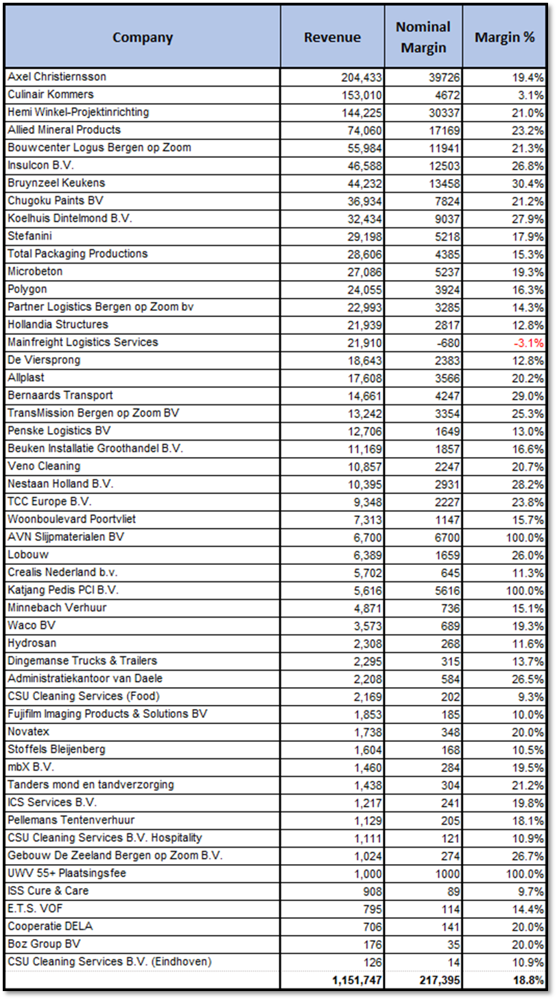 Company Revenue Nominal Margin Margin %
Axel Christiernsson 204,433 39726 19.4%
Culinair Kommers 153,010 4672 3.1%
Hemi Winkel-Projektinrichting 144,225 30337 21.0%
Allied Mineral Products 74,060 17169 23.2%
Bouwcenter Logus Bergen op Zoom 55,984 11941 21.3%
Insulcon B.V. 46,588 12503 26.8%
Bruynzeel Keukens 44,232 13458 30.4%
Chugoku Paints BV 36,934 7824 21.2%
Koelhuis Dintelmond B.V. 32,434 9037 27.9%
Stefanini 29,198 5218 17.9%
Total Packaging Productions 28,606 4385 15.3%
Microbeton 27,086 5237 19.3%
Polygon 24,055 3924 16.3%
Partner Logistics Bergen op Zoom bv 22,993 3285 14.3%
Hollandia Structures 21,939 2817 12.8%
Mainfreight Logistics Services 21,910 -680 -3.1%
De Viersprong 18,643 2383 12.8%
Allplast 17,608 3566 20.2%
Bernaards Transport 14,661 4247 29.0%
TransMission Bergen op Zoom BV 13,242 3354 25.3%
Penske Logistics BV 12,706 1649 13.0%
Beuken Installatie Groothandel B.V. 11,169 1857 16.6%
Veno Cleaning 10,857 2247 20.7%
Nestaan Holland B.V. 10,395 2931 28.2%
TCC Europe B.V. 9,348 2227 23.8%
Woonboulevard Poortvliet 7,313 1147 15.7%
AVN Slijpmaterialen BV 6,700 6700 100.0%
Lobouw 6,389 1659 26.0%
Crealis Nederland b.v. 5,702 645 11.3%
Katjang Pedis PCI B.V. 5,616 5616 100.0%
Minnebach Verhuur 4,871 736 15.1%
Waco BV 3,573 689 19.3%
Hydrosan 2,308 268 11.6%
Dingemanse Trucks & Trailers 2,295 315 13.7%
Administratiekantoor van Daele 2,208 584 26.5%
CSU Cleaning Services (Food) 2,169 202 9.3%
Fujifilm Imaging Products & Solutions BV 1,853 185 10.0%
Novatex 1,738 348 20.0%
Stoffels Bleijenberg 1,604 168 10.5%
mbX B.V. 1,460 284 19.5%
Tanders mond en tandverzorging 1,438 304 21.2%
ICS Services B.V. 1,217 241 19.8%
Pellemans Tentenverhuur 1,129 205 18.1%
CSU Cleaning Services B.V. Hospitality 1,111 121 10.9%
Gebouw De Zeeland Bergen op Zoom B.V. 1,024 274 26.7%
UWV 55+ Plaatsingsfee 1,000 1000 100.0%
ISS Cure & Care 908 89 9.7%
E.T.S. VOF 795 114 14.4%
Cooperatie DELA 706 141 20.0%
Boz Group BV 176 35 20.0%
CSU Cleaning Services B.V. (Eindhoven) 126 14 10.9%
1,151,747 217,395 18.8%